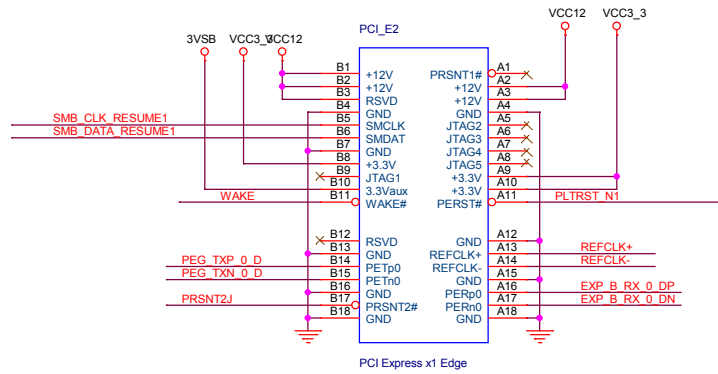 VCC12
VCC3_3
PCI_E2
3VSB
VCC3_3
VCC12
B1 +12V PRSNT1# A1
B2 +12V +12V A2
B3 RSVD +12V A3
B4 GND GND A4
SMB_CLK_RESUME1 B5 SMCLK JTAG2 A5
SMB_DATA_RESUME1 B6 SMDAT JTAG3 A6
B7 GND JTAG4 A7
B8 +3.3V JTAG5 A8
B9 JTAG1 +3.3V A9
B10 3.3Vaux +3.3V A10
WAKE B11 WAKE# PERST# A11 PLTRST_N1
B12 RSVD GND A12
B13 GND REFCLK+ A13 REFCLK+
PEG_TXP_0_D B14 PETp0 REFCLK- A14 REFCLK-
PEG_TXN_0_D B15 PETn0 GND A15
B16 GND PERp0 A16 EXP_B_RX_0_DP
PRSNT2J B17 PRSNT2# PERn0 A17 EXP_B_RX_0_DN
B18 GND GND A18
PCI Express x1 Edge